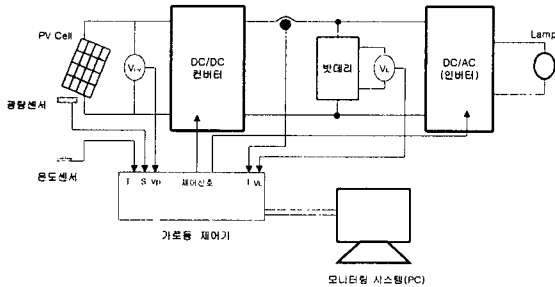 PV Cell
DC/DC
컨버터
밧데리
DC/AC
(인버터)
Lamp
광량센서
온도센서
T S
제어신호
I VL
가로등 제어기
모니터링 시스템(PC)